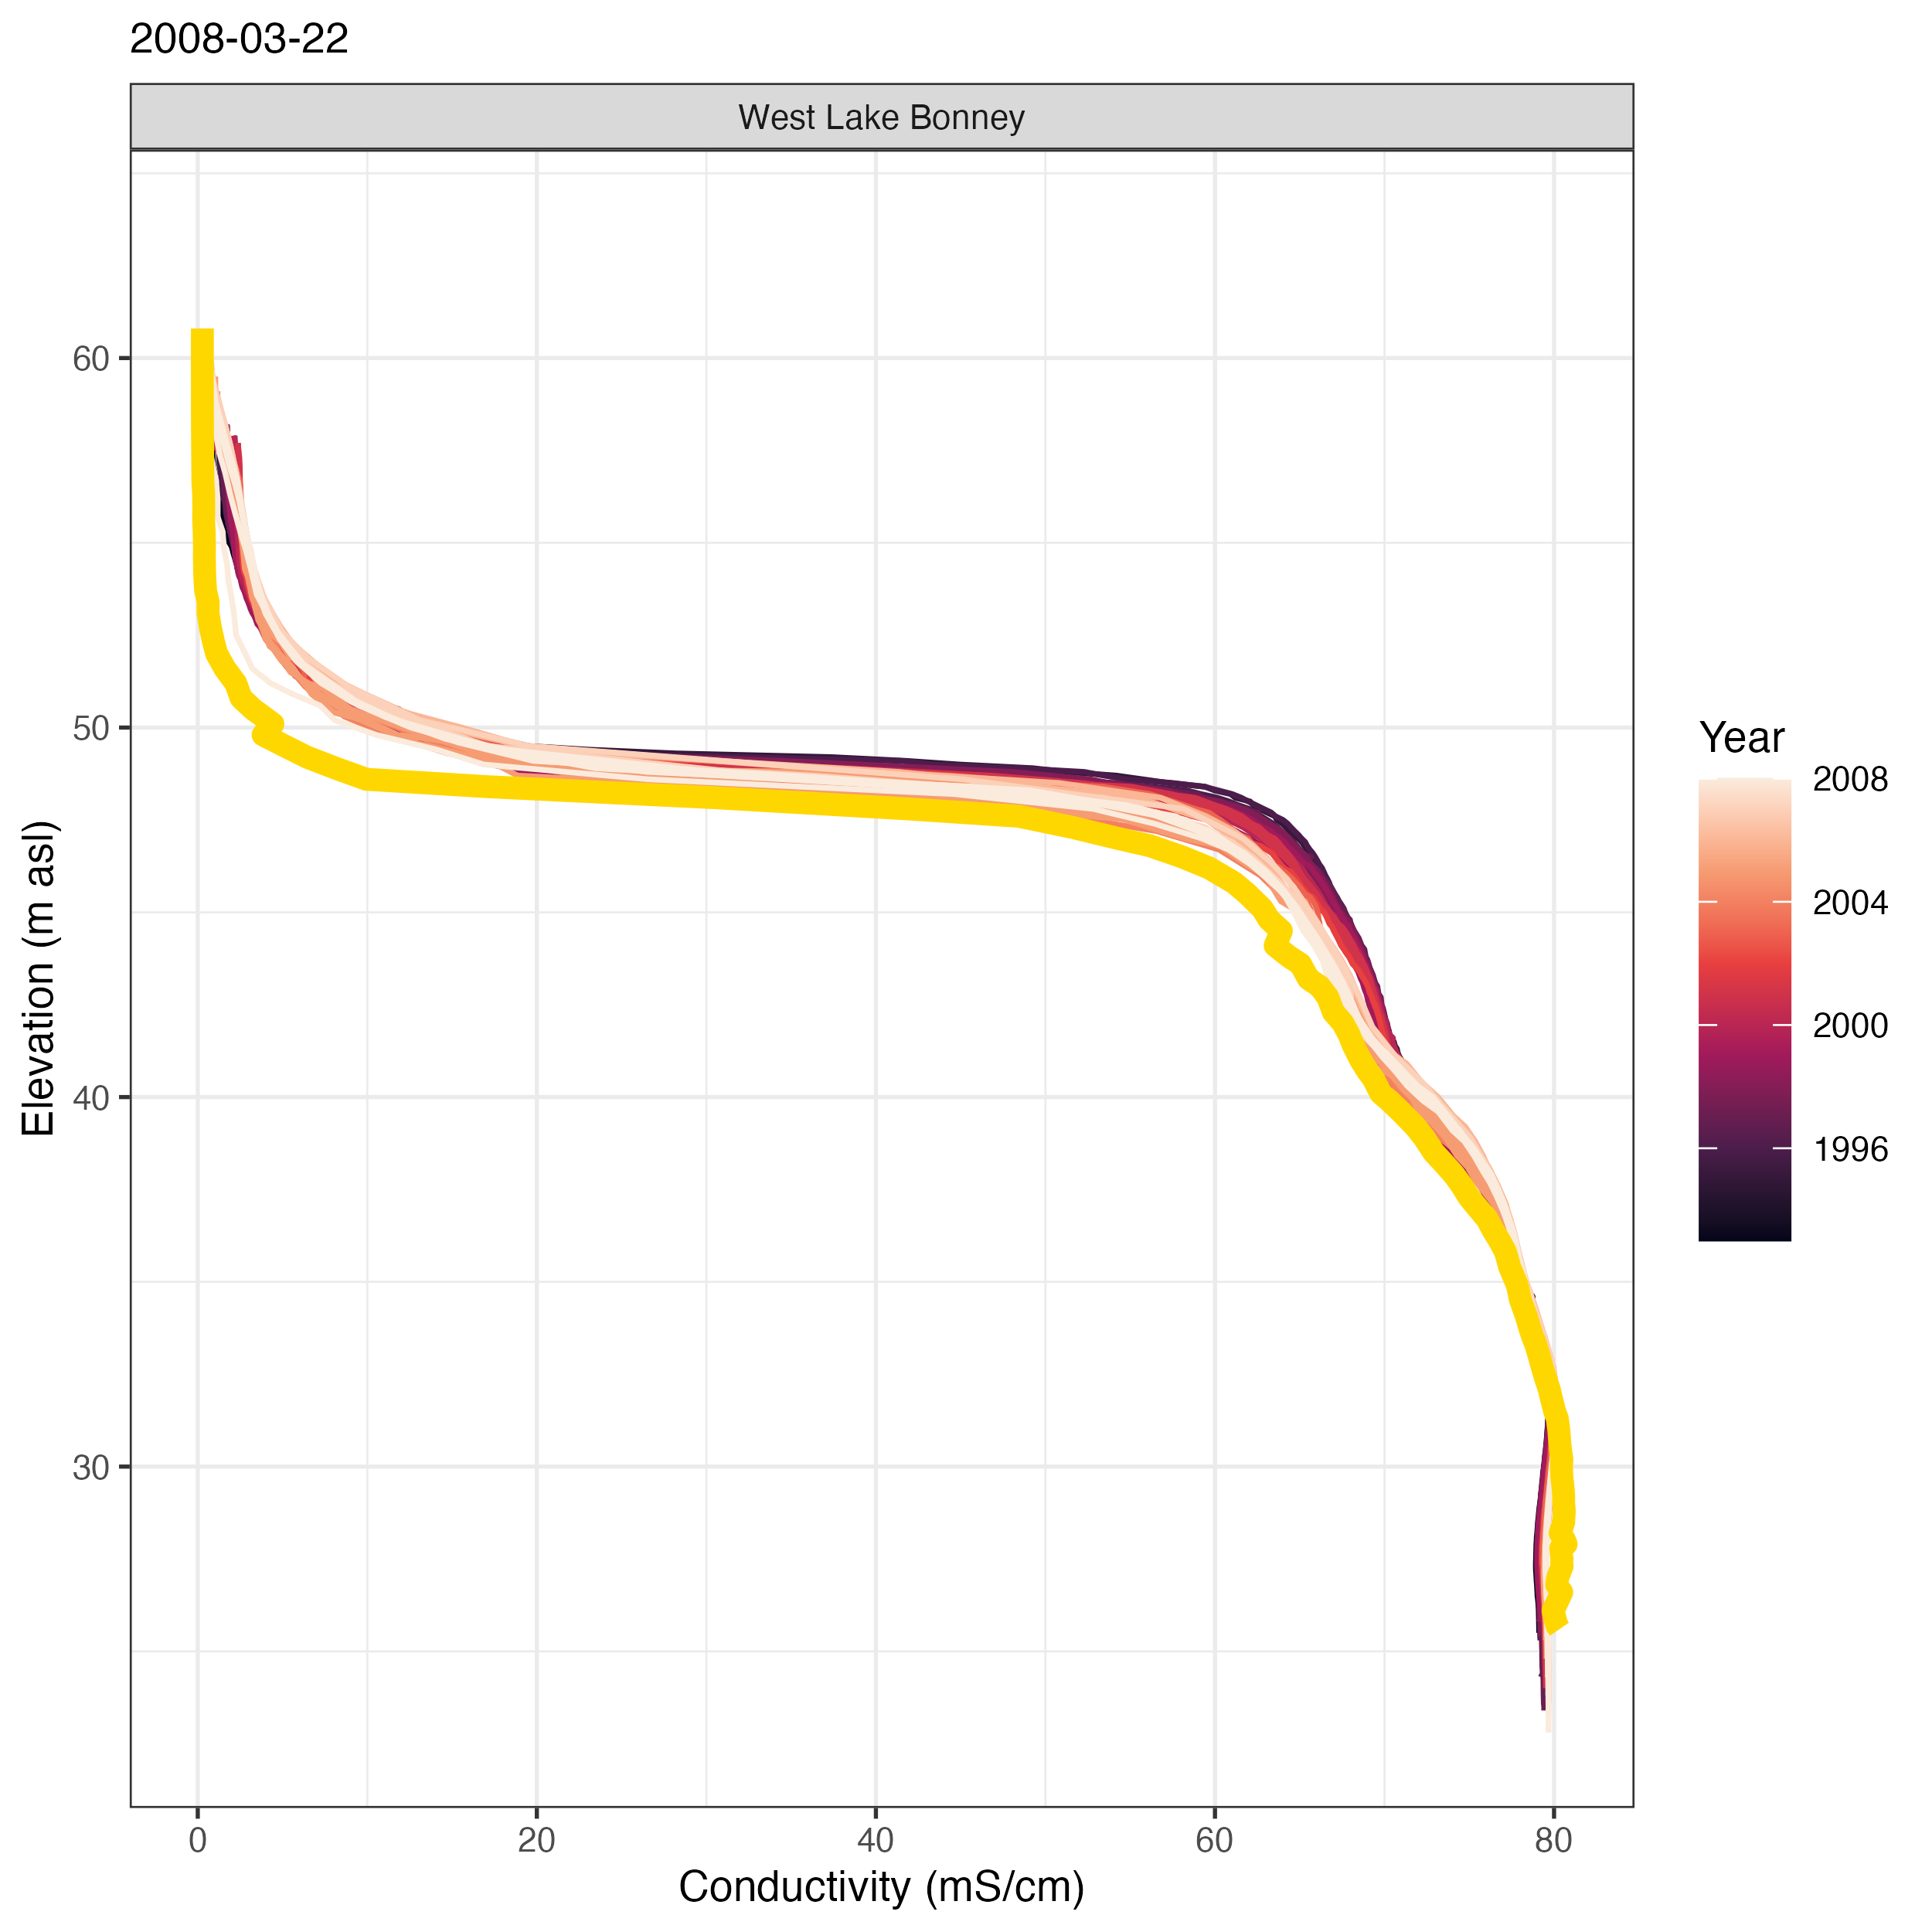 2008-03-22
West Lake Bonney
60
50
40
30
Elevation (m asl)
0 20 40 60 80
Conductivity (mS/cm)
Year
2008
2004
2000
1996